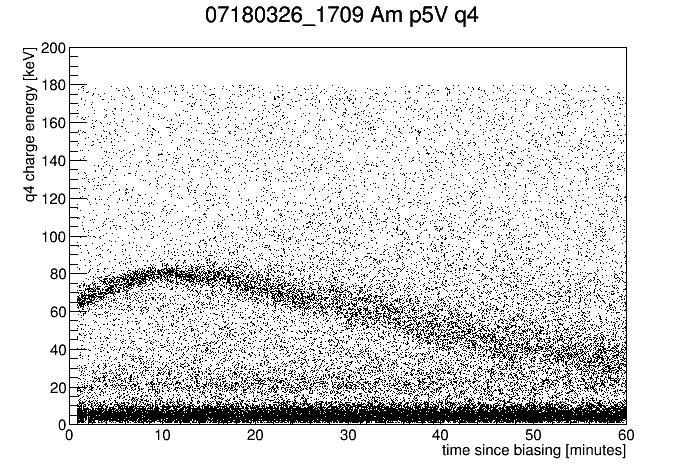 07180326_1709 Am p5V q4
q4 charge energy [keV]
200
180
160
140
120
100
80
60
40
20
0
0 10 20 30 40 50 60
time since biasing [minutes]